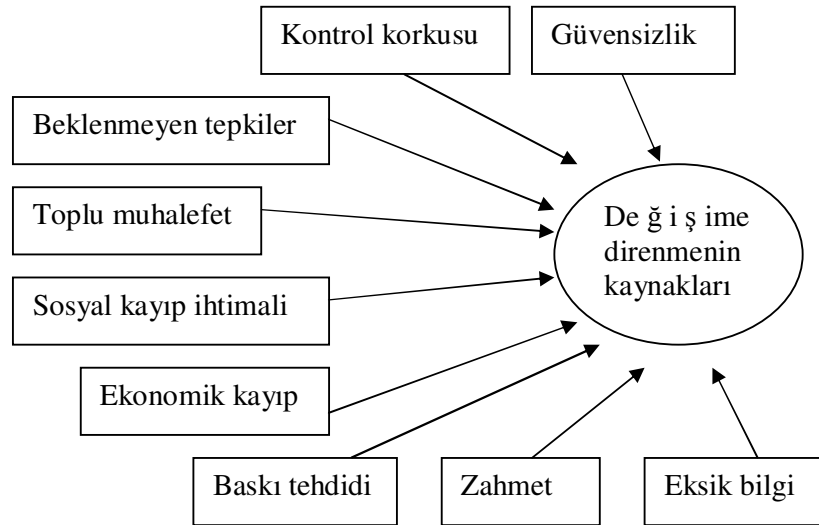 Kontrol korkusu
Güvensizlik
Beklenmeyen tepkiler
Toplu muhalefet
De ğ i ş ime
direnmenin
kaynakları
Sosyal kayıp ihtimali
Ekonomik kayıp
Baskı tehdidi
Zahmet
Eksik bilgi